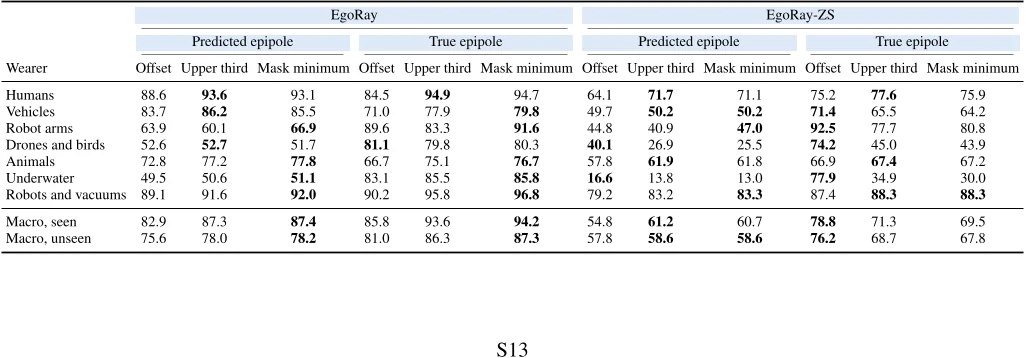 EgoRay EgoRay-ZS
Predicted epipole True epipole Predicted epipole True epipole
Wearer Offset Upper third Mask minimum Offset Upper third Mask minimum Offset Upper third Mask minimum Offset Upper third Mask minimum
Humans 88.6 93.6 93.1 84.5 94.9 94.7 64.1 71.7 71.1 75.2 77.6 75.9
Vehicles 83.7 86.2 85.5 71.0 77.9 79.8 49.7 50.2 50.2 71.4 65.5 64.2
Robot arms 63.9 60.1 66.9 89.6 83.3 91.6 44.8 40.9 47.0 92.5 77.7 80.8
Drones and birds 52.6 52.7 51.7 81.1 79.8 80.3 40.1 26.9 25.5 74.2 45.0 43.9
Animals 72.8 77.2 77.8 66.7 75.1 76.7 57.8 61.9 61.8 66.9 67.4 67.2
Underwater 49.5 50.6 51.1 83.1 85.5 85.8 16.6 13.8 13.0 77.9 34.9 30.0
Robots and vacuums 89.1 91.6 92.0 90.2 95.8 96.8 79.2 83.2 83.3 87.4 88.3 88.3
Macro, seen 82.9 87.3 87.4 85.8 93.6 94.2 54.8 61.2 60.7 78.8 71.3 69.5
Macro, unseen 75.6 78.0 78.2 81.0 86.3 87.3 57.8 58.6 58.6 76.2 68.7 67.8
S13